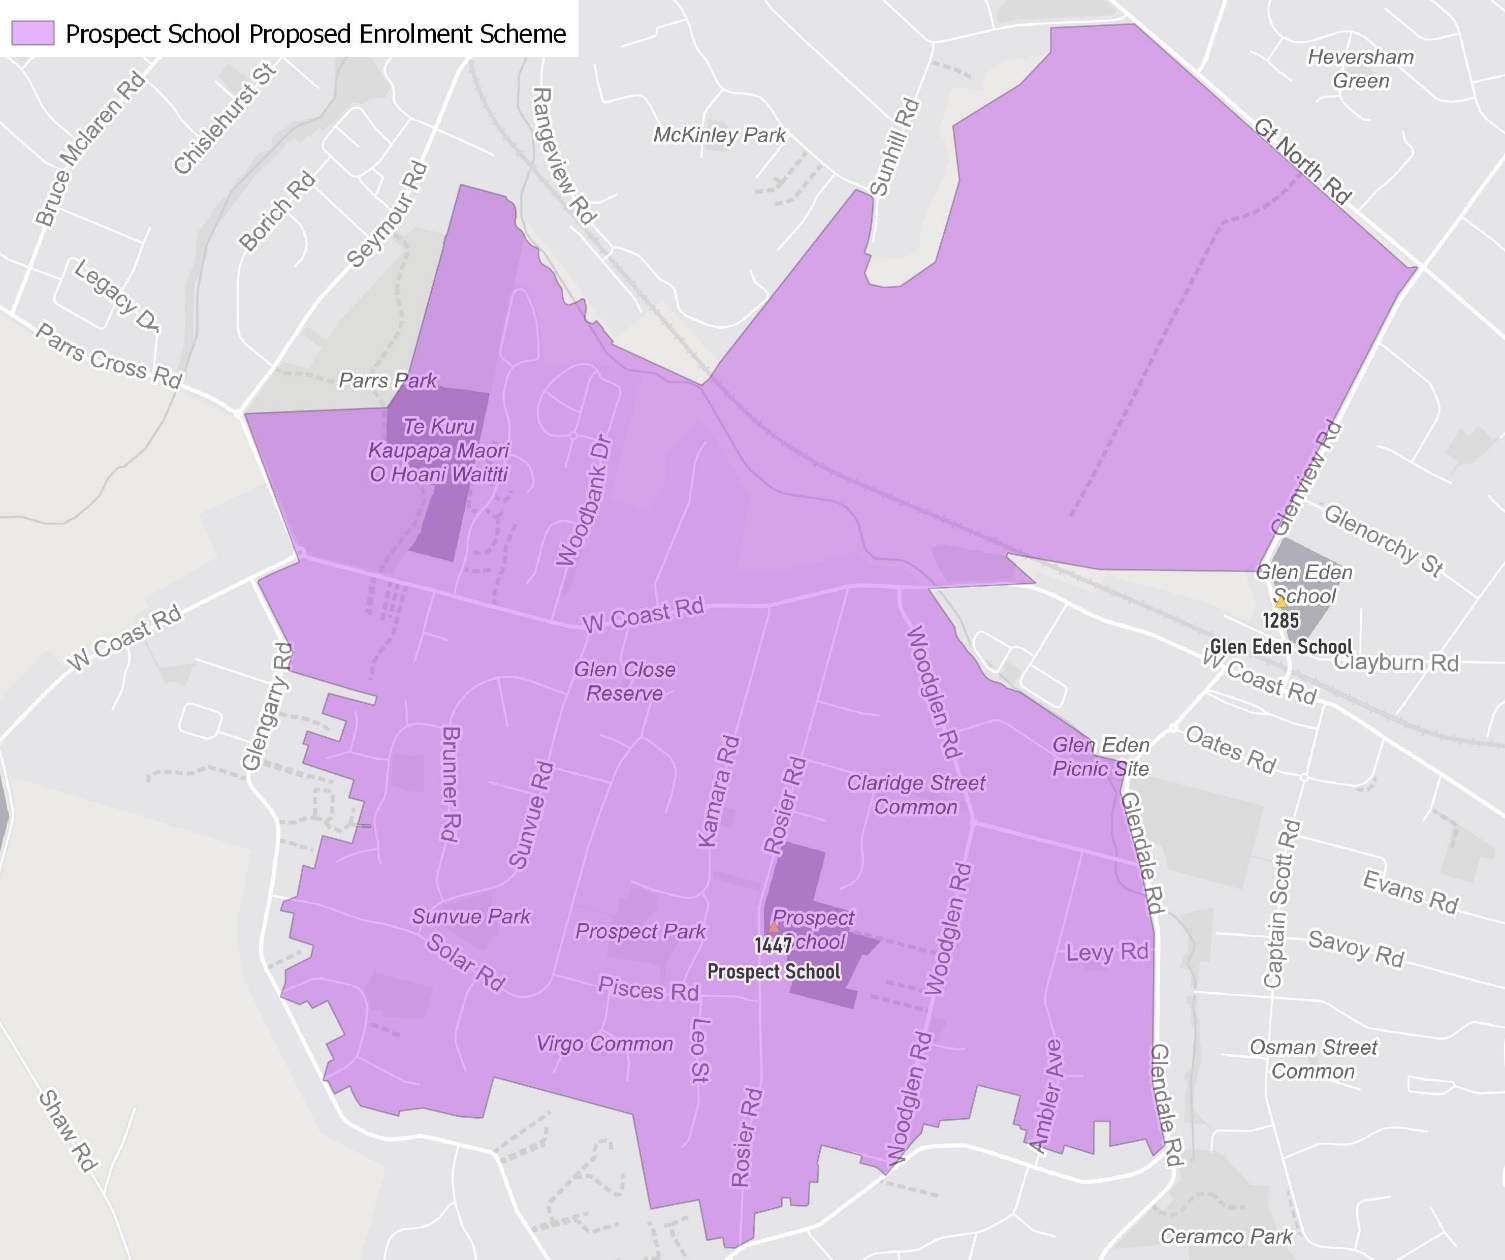 Prospect School Proposed Enrolment Scheme
Heversham
Green
Bruce Mclaren Rd
Chislehurst St
Rangeview Rd
McKinley Park
Sunhill Rd
Gt North Rd
Borich Rd
Seymour Rd
Legacy Dr
Parrs Cross Rd
Parrs Park
Te Kuru
Kaupapa Maori
O Hoani Waititi
Woodbank Dr
Glenview Rd
Glenorchy St
Glen Eden
School
1285
Glen Eden School
W Coast Rd
W Coast Rd
W Coast Rd
Clayburn Rd
Glengarry Rd
Glen Close
Reserve
Woodglen Rd
Brunner Rd
Sunvue Rd
Kamara Rd
Rosier Rd
Claridge Street
Common
Glen Eden
Picnic Site
Oates Rd
Glendale Rd
Captain Scott Rd
Evans Rd
Sunvue Park
Prospect Park
Prospect
School
1447
Prospect School
Woodglen Rd
Levy Rd
Savoy Rd
Solar Rd
Pisces Rd
Virgo Common
Leo St
Osman Street
Common
Shaw Rd
Rosier Rd
Woodglen Rd
Ambler Ave
Glendale Rd
Ceramco Park